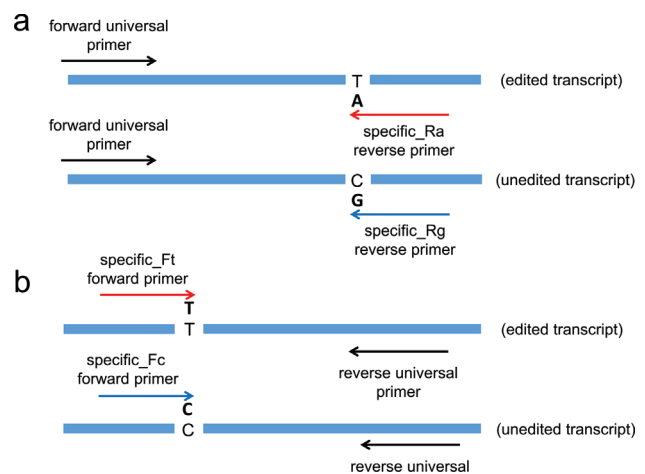 a
forward universal
primer
T
(edited transcript)
A
specific_Ra
reverse primer
forward universal
primer
C
(unedited transcript)
G
specific_Rg
reverse primer
b
specific_Ft
forward primer
T
T
(edited transcript)
specific_Fc
forward primer
reverse universal
primer
C
C
(unedited transcript)
reverse universal